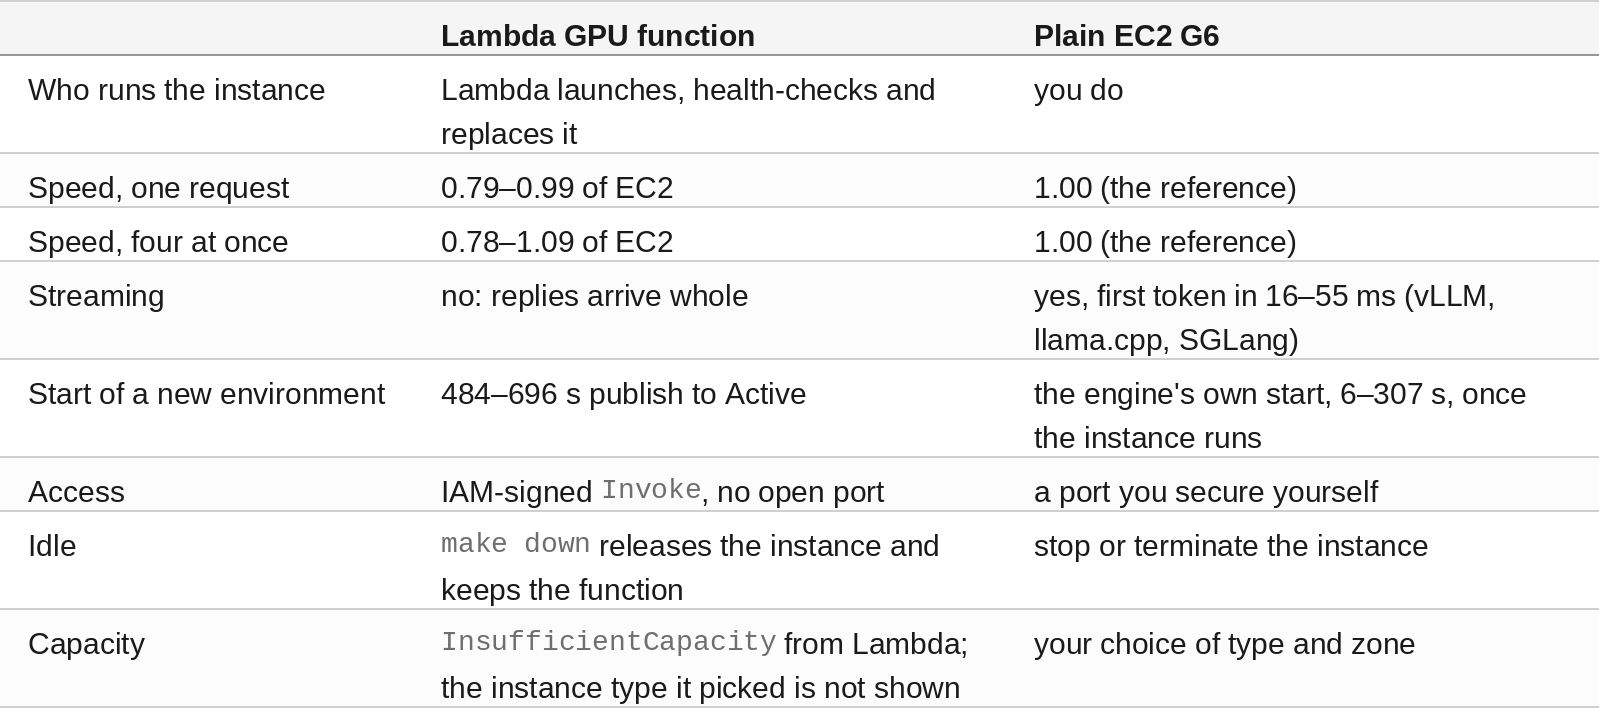 Lambda GPU function Plain EC2 G6
Who runs the instance Lambda launches, health-checks and you do
replaces it
Speed, one request 0.79–0.99 of EC2 1.00 (the reference)
Speed, four at once 0.78–1.09 of EC2 1.00 (the reference)
Streaming no: replies arrive whole yes, first token in 16–55 ms (vLLM,
llama.cpp, SGLang)
Start of a new environment 484–696 s publish to Active the engine's own start, 6–307 s, once
the instance runs
Access IAM-signed Invoke, no open port a port you secure yourself
Idle make down releases the instance and stop or terminate the instance
keeps the function
Capacity InsufficientCapacity from Lambda; your choice of type and zone
the instance type it picked is not shown